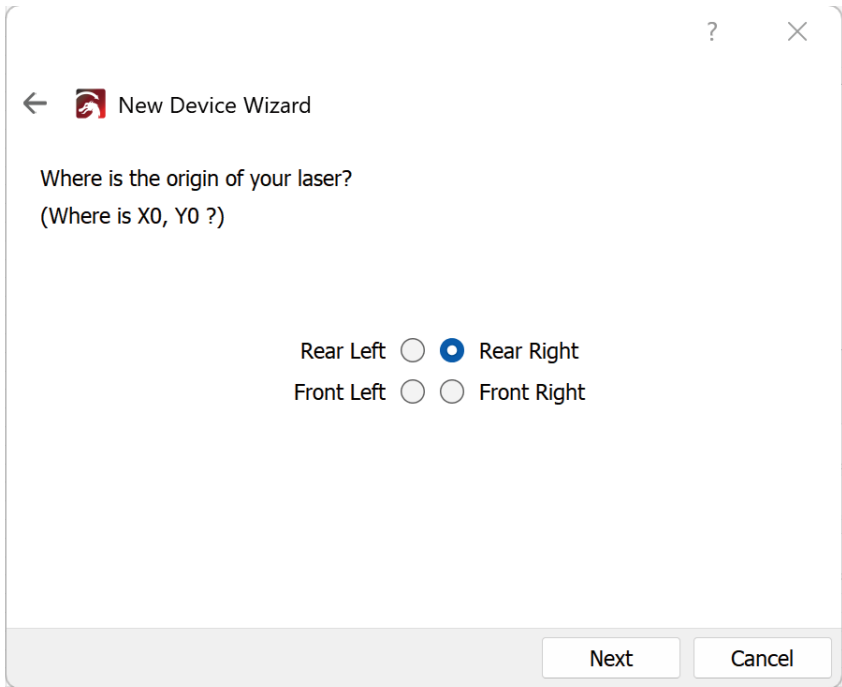 ?
New Device Wizard
Where is the origin of your laser?
(Where is X0, Y0 ?)
Rear Left Rear Right
Front Left Front Right
Next Cancel